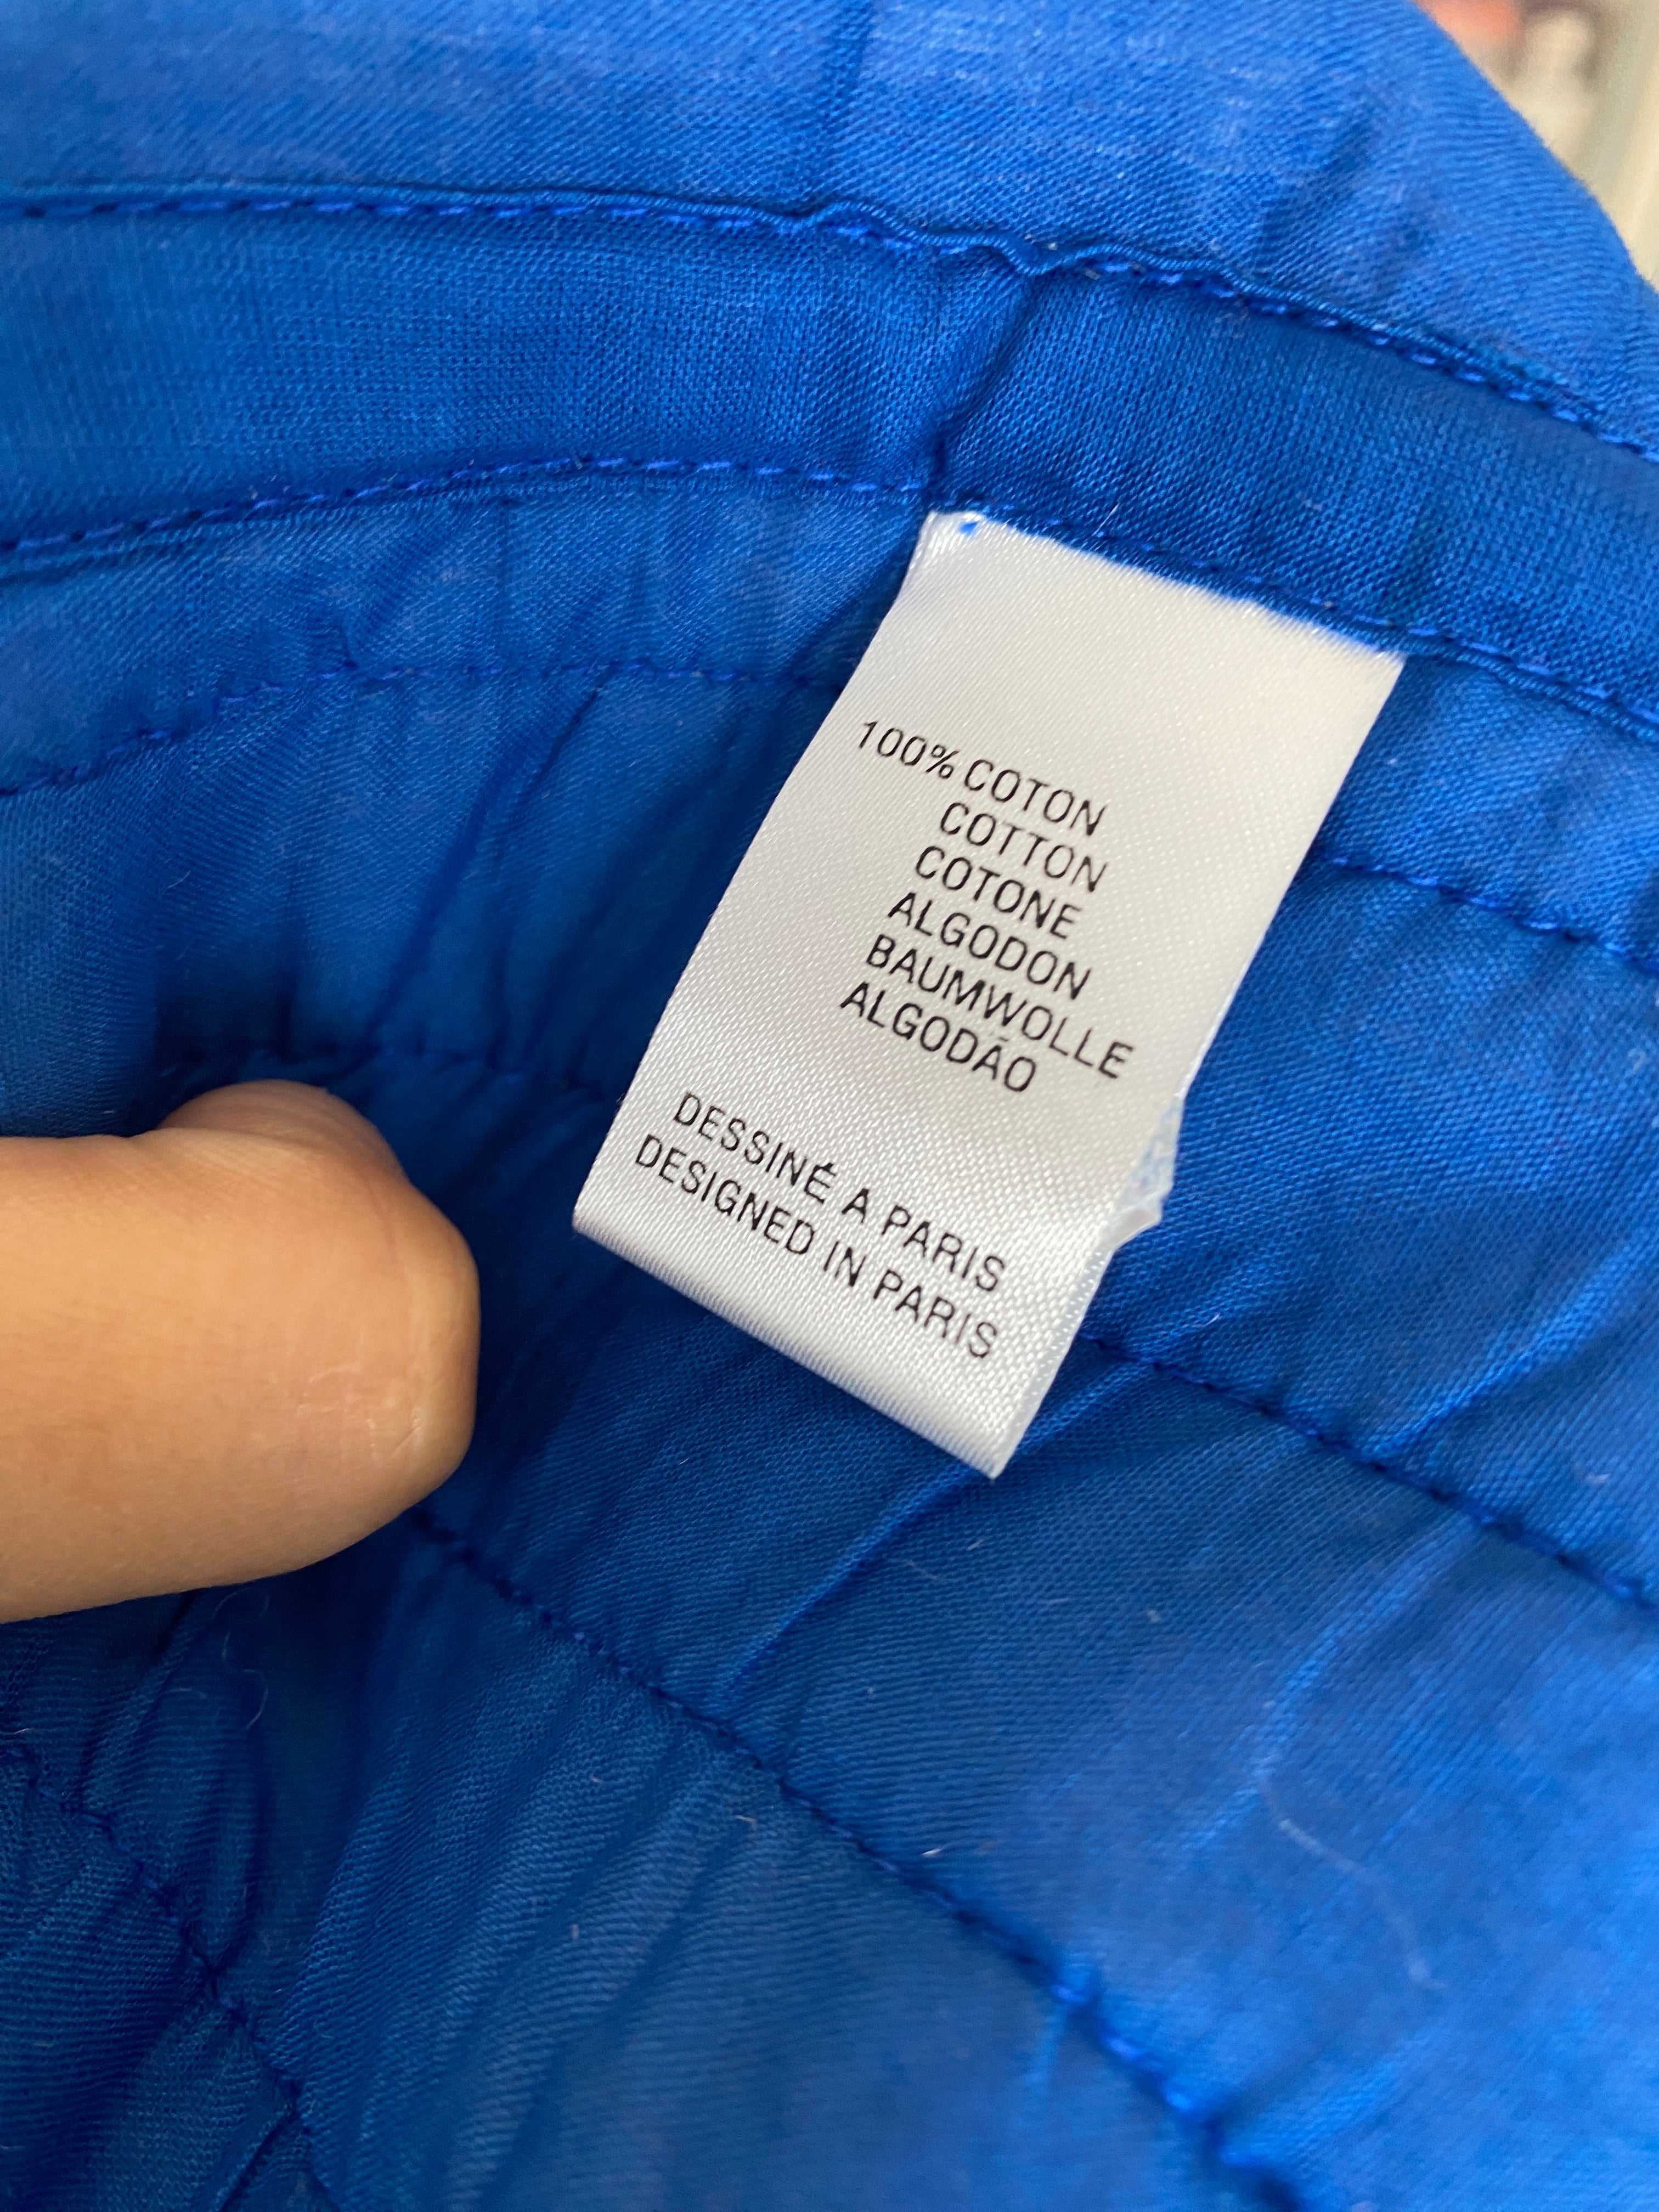 100% COTON
COTTON
COTONE
ALGODON
BAUMWOLLE
ALGODÃO
DESSINÉ A PARIS
DESIGNED IN PARIS